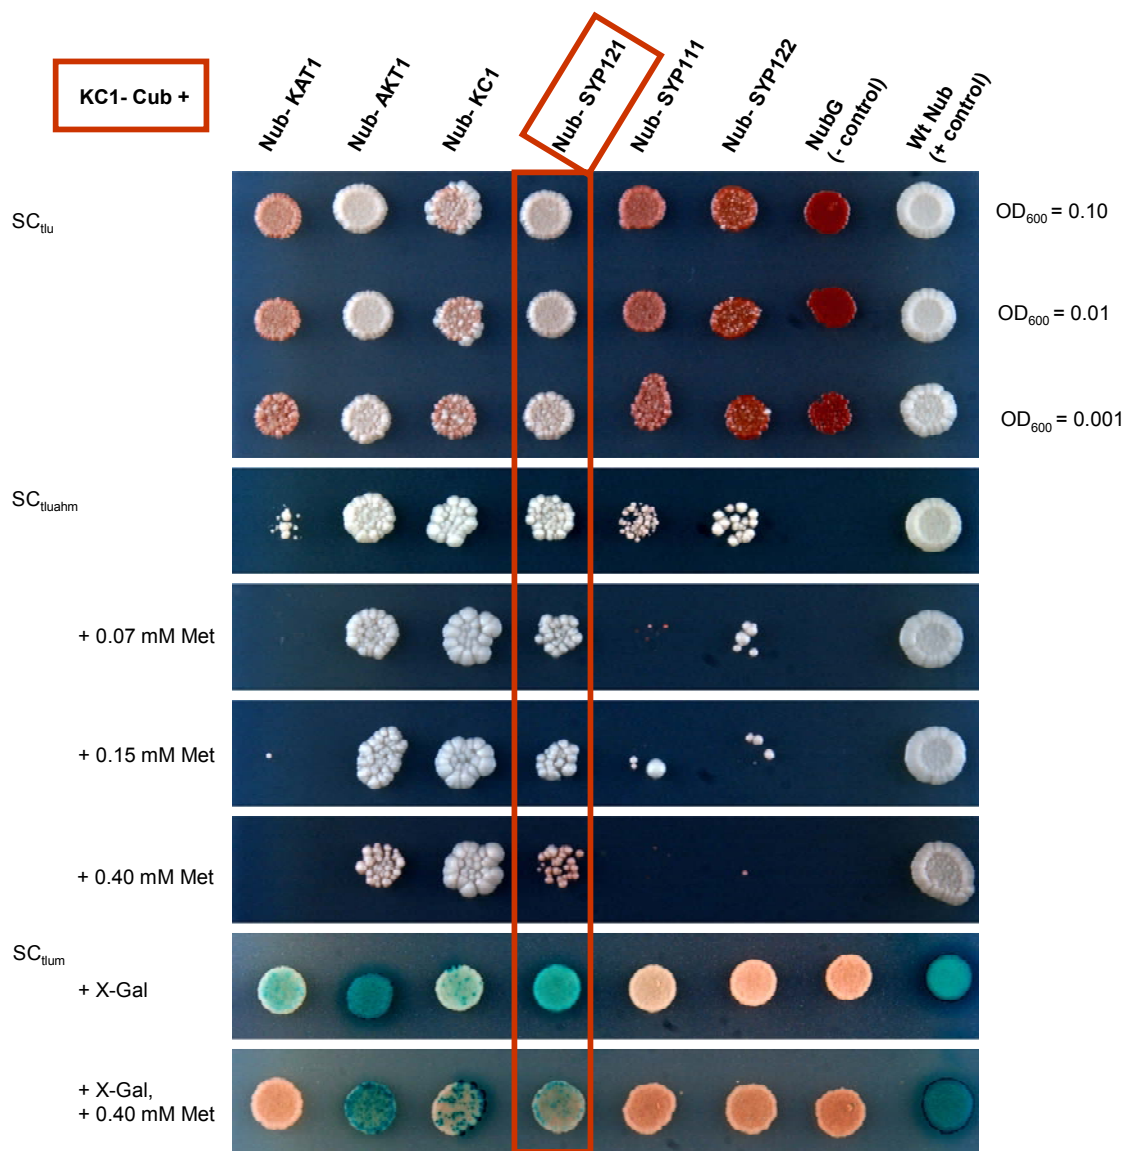 KC1- Cub +
Nub- KAT1
Nub- AKT1
Nub- KC1
Nub- SYP121
Nub- SYP111
Nub- SYP122
NubG
(- control)
Wt Nub
(+ control)
SCtlu
OD600 = 0.10
OD600 = 0.01
OD600 = 0.001
SCtluahm
+ 0.07 mM Met
+ 0.15 mM Met
+ 0.40 mM Met
SCtlum
+ X-Gal
+ X-Gal,
+ 0.40 mM Met